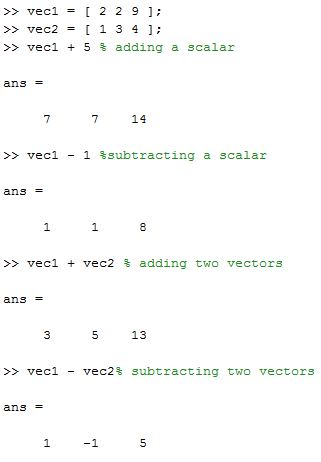 >> vec1 = [ 2 2 9 ];
>> vec2 = [ 1 3 4 ];
>> vec1 + 5 % adding a scalar
ans =
7 7 14
>> vec1 - 1 %subtracting a scalar
ans =
1 1 8
>> vec1 + vec2 % adding two vectors
ans =
3 5 13
>> vec1 - vec2% subtracting two vectors
ans =
1 -1 5